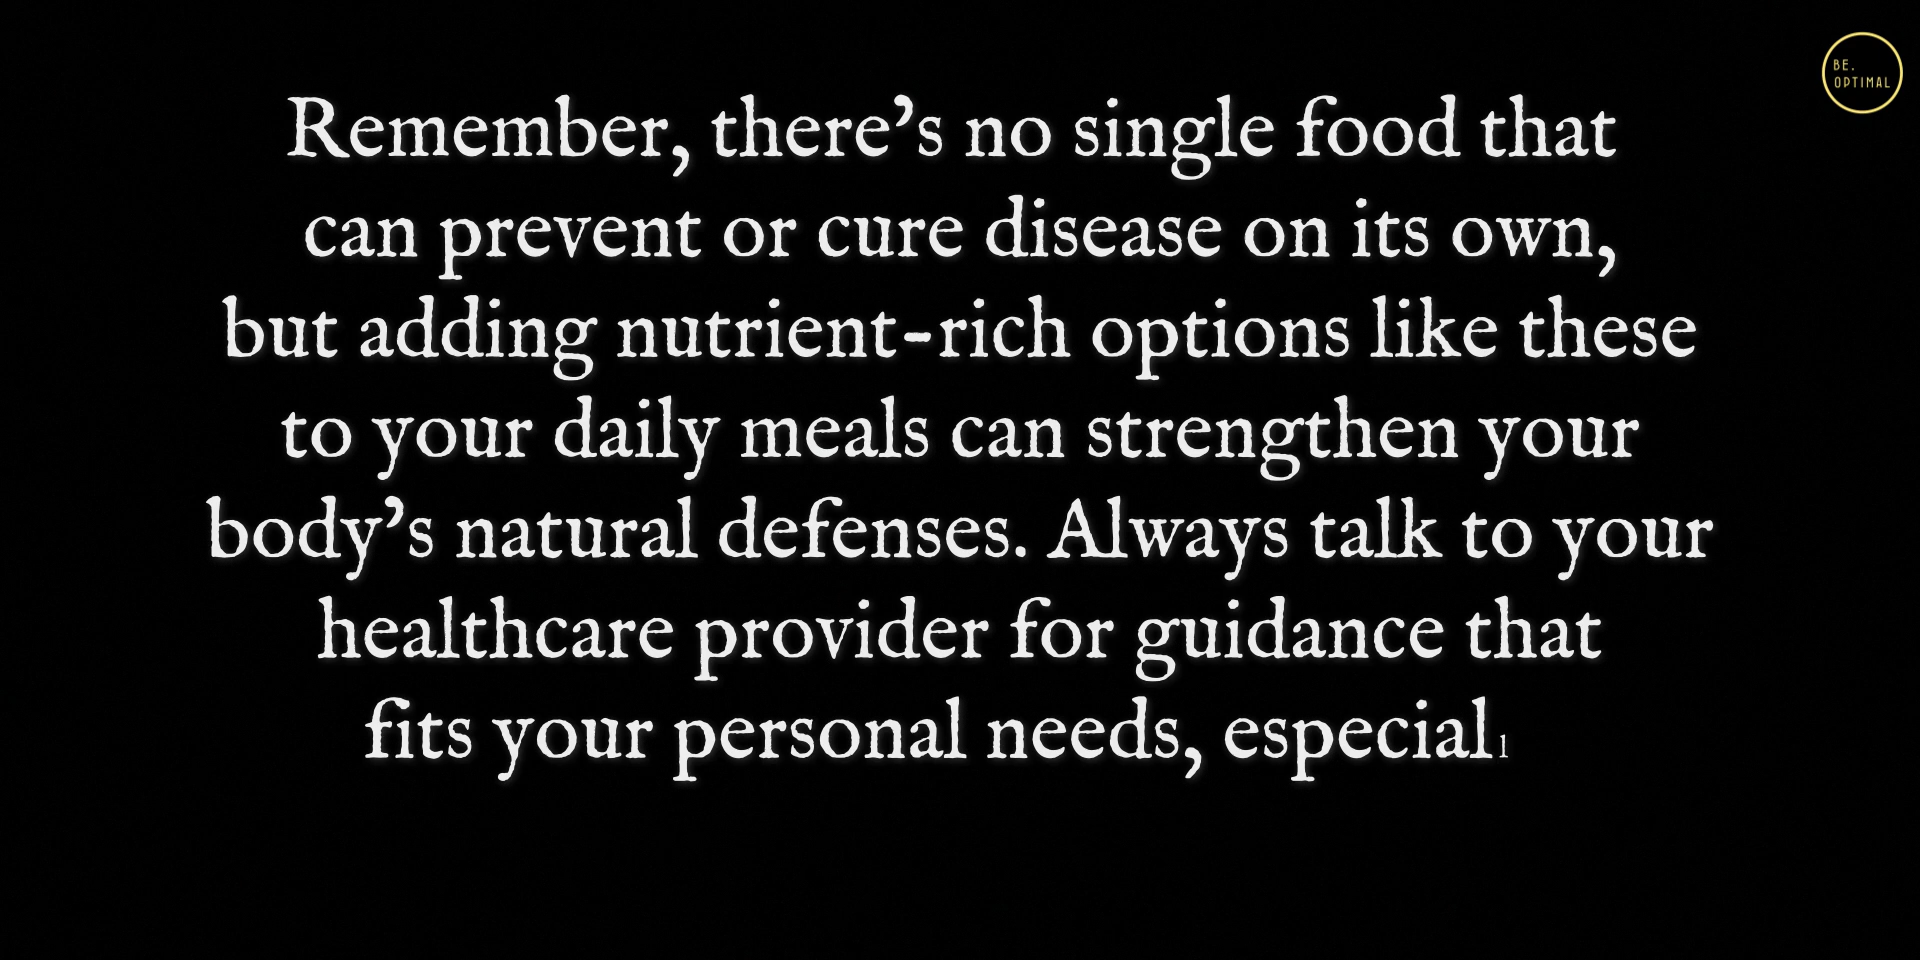 BE.
OPTIMAL
Remember, there’s no single food that
can prevent or cure disease on its own,
but adding nutrient-rich options like these
to your daily meals can strengthen your
body’s natural defenses. Always talk to your
healthcare provider for guidance that
fits your personal needs, especiall